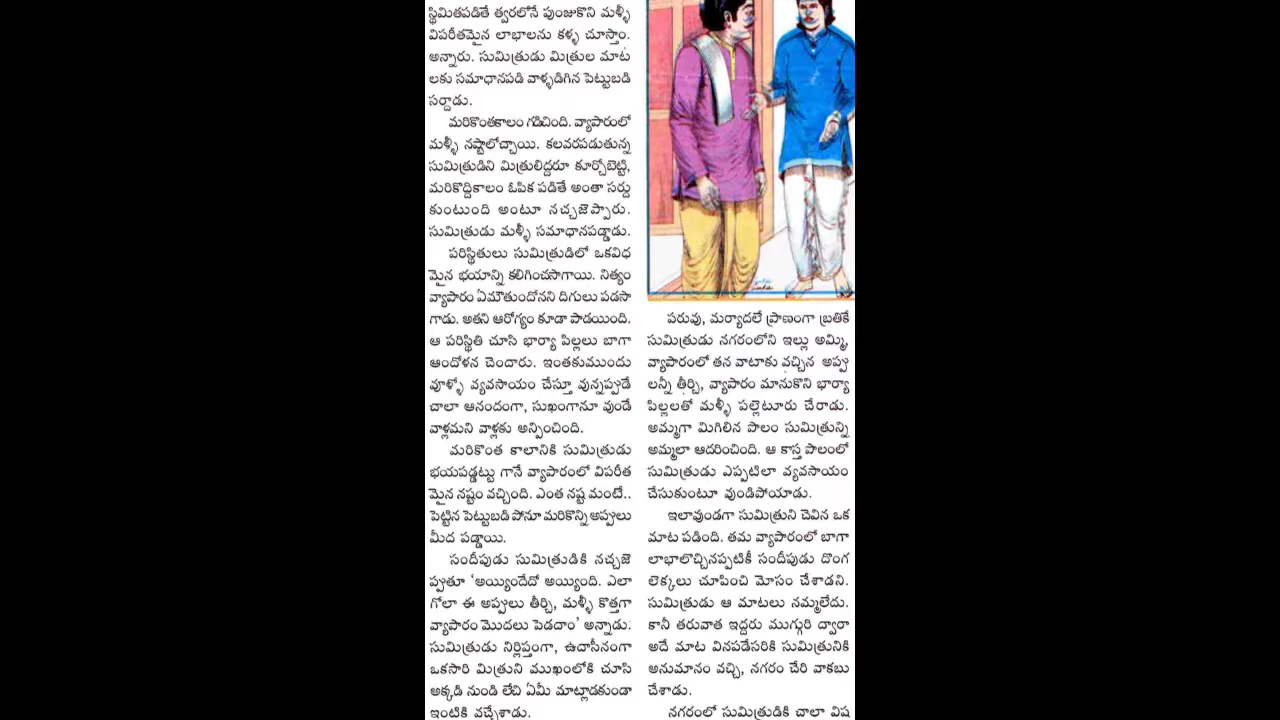 స్థిమితపడితే త్వరలోనే పుంజుకొని మళ్ళీ
విపరీతమైన లాభాలను కళ్ళ చూస్తాం.
అన్నారు. సుమిత్రుడు మిత్రుల మాట
లకు సమాధానపడి వాళ్ళడిగిన పెట్టుబడి
సర్దాడు.
మరికొంతకాలం గడిచింది. వ్యాపారంలో
మళ్ళీ నష్టాలోచ్చాయి. కలవరపడుతున్న
సుమిత్రుడిని మిత్రులిద్దరూ కూర్చోబెట్టి,
మరికొద్దికాలం ఓపిక పడితే అంతా సర్దు
కుంటుంది అంటూ నచ్చజెప్పారు.
సుమిత్రుడు మళ్ళీ సమాధానపడ్డాడు.
పరిస్థితులు సుమిత్రుడిలో ఒకవిధ
మైన భయాన్ని కలిగించసాగాయి. నిత్యం
వ్యాపారం ఏమౌతుందోనని దిగులు పడసా
గాడు. అతని ఆరోగ్యం కూడా పాడయింది.
ఆ పరిస్థితి చూసి భార్యా పిల్లలు బాగా
ఆందోళన చెందారు. ఇంతకుముందు
వూళ్ళో వ్యవసాయం చేస్తూ వున్నప్పుడే
చాలా ఆనందంగా, సుఖంగానూ వుండే
వాళ్లమని వాళ్లకు అన్పించింది.
మరికొంత కాలానికి సుమిత్రుడు
భయపడ్డట్టు గానే వ్యాపారంలో విపరీత
మైన నష్టం వచ్చింది. ఎంత నష్ట మంటే..
పెట్టిన పెట్టుబడి పోనూ మరికొన్ని అప్పులు
మీద పడ్డాయి.
సందీపుడు సుమిత్రుడికి నచ్చజె
ప్పుతూ ‘అయ్యిందేదో అయ్యింది. ఎలా
గోలా ఈ అప్పులు తీర్చి, మళ్ళీ కొత్తగా
వ్యాపారం మొదలు పెడదాం’ అన్నాడు.
సుమిత్రుడు నిర్లిప్తంగా, ఉదాసీనంగా
ఒకసారి మిత్రుని ముఖంలోకి చూసి
అక్కడి నుండి లేచి ఏమీ మాట్లాడకుండా
ఇంటికి వచ్చేశాడు.
పరువు, మర్యాదలే ప్రాణంగా బ్రతికే
సుమిత్రుడు నగరంలోని ఇల్లు అమ్మి,
వ్యాపారంలో తన వాటాకు వచ్చిన అప్పు
లన్నీ తీర్చి, వ్యాపారం మానుకొని భార్యా
పిల్లలతో మళ్ళీ పల్లెటూరు చేరాడు.
అమ్మగా మిగిలిన పొలం సుమిత్రున్ని
అమ్మలా ఆదరించింది. ఆ కాస్త పొలంలో
సుమిత్రుడు ఎప్పటిలా వ్యవసాయం
చేసుకుంటూ వుండిపోయాడు.
ఇలావుండగా సుమిత్రుని చెవిన ఒక
మాట పడింది. తమ వ్యాపారంలో బాగా
లాభాలొచ్చినప్పటికీ సందీపుడు దొంగ
లెక్కలు చూపించి మోసం చేశాడని.
సుమిత్రుడు ఆ మాటలు నమ్మలేదు.
కానీ తరువాత ఇద్దరు ముగ్గురి ద్వారా
అదే మాట వినపడేసరికి సుమిత్రునికి
అనుమానం వచ్చి, నగరం చేరి వాకబు
చేశాడు.
నగరంలో సుమిత్రుడికి చాలా విష